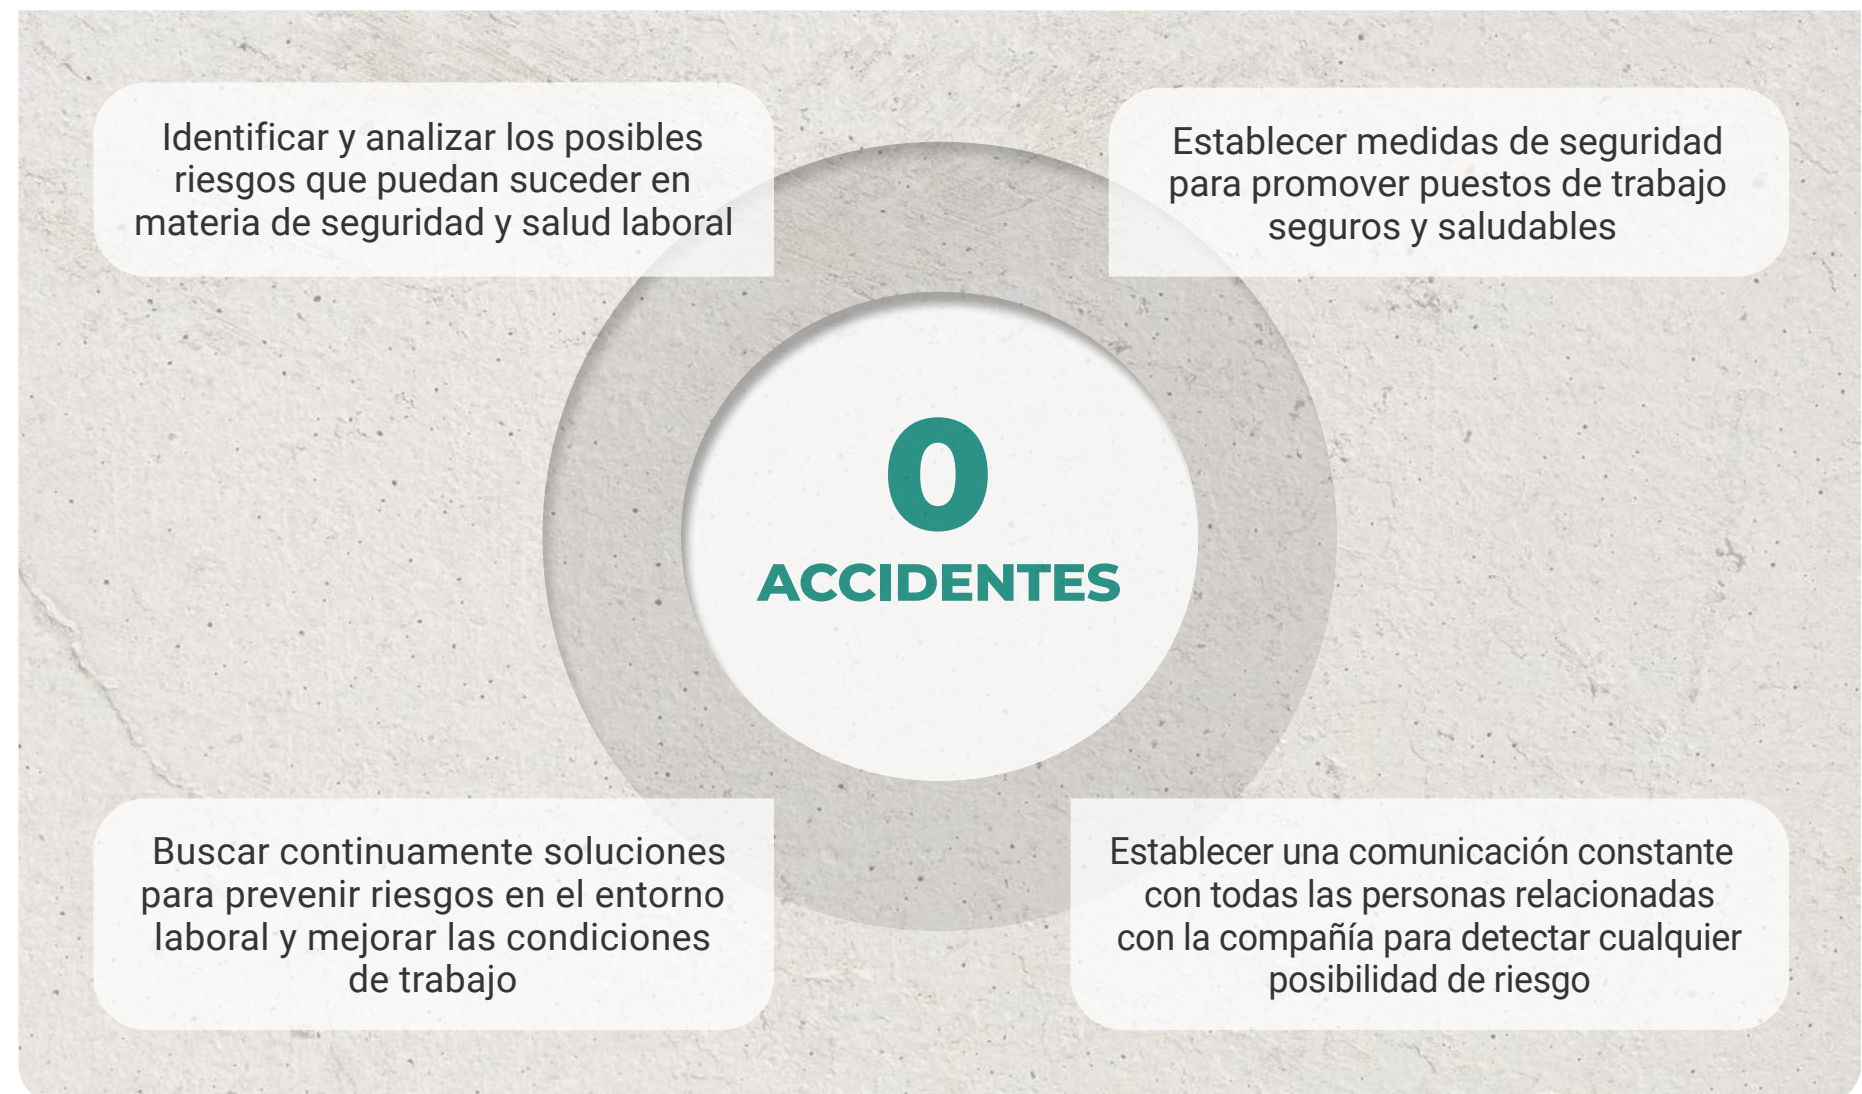 Identificar y analizar los posibles
riesgos que puedan suceder en
materia de seguridad y salud laboral
Establecer medidas de seguridad
para promover puestos de trabajo
seguros y saludables
0
ACCIDENTES
Buscar continuamente soluciones
para prevenir riesgos en el entorno
laboral y mejorar las condiciones
de trabajo
Establecer una comunicación constante
con todas las personas relacionadas
con la compañía para detectar cualquier
posibilidad de riesgo